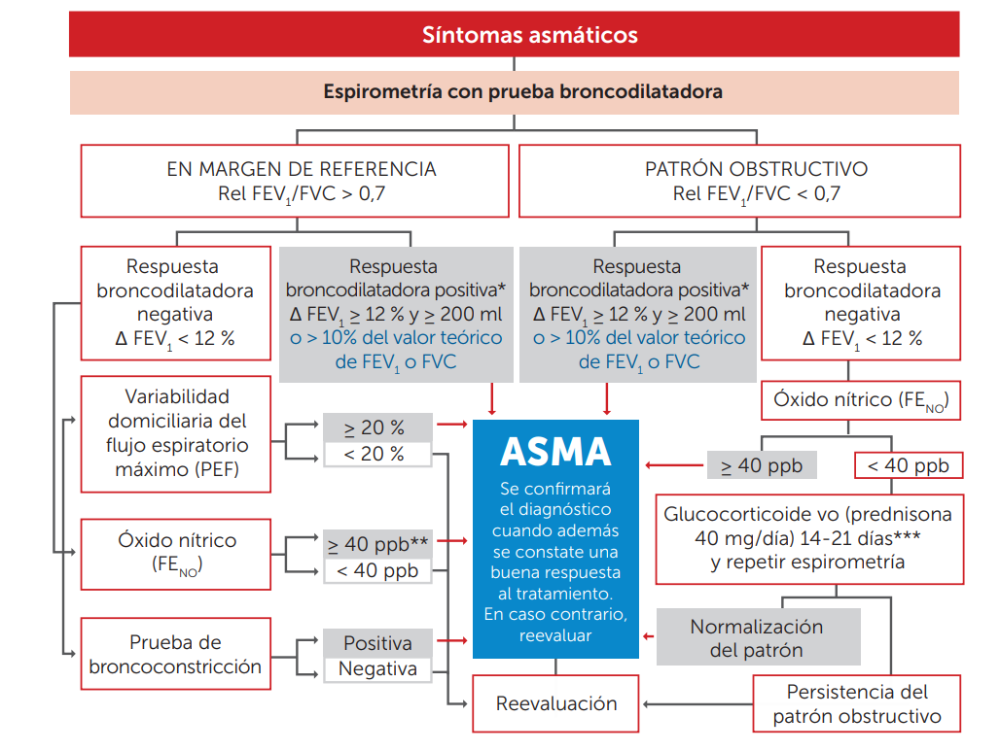 Síntomas asmáticos
Espirometría con prueba broncodilatadora
EN MARGEN DE REFERENCIA
Rel FEV1/FVC > 0,7
PATRÓN OBSTRUCTIVO
Rel FEV1/FVC < 0,7
Respuesta
broncodilatadora
negativa
Δ FEV1 < 12 %
Respuesta
broncodilatadora positiva*
Δ FEV1 ≥ 12 % y ≥ 200 ml
o > 10% del valor teórico
de FEV1 o FVC
Respuesta
broncodilatadora positiva*
Δ FEV1 ≥ 12 % y ≥ 200 ml
o > 10% del valor teórico
de FEV1 o FVC
Respuesta
broncodilatadora
negativa
Δ FEV1 < 12 %
Variabilidad
domiciliaria del
flujo espiratorio
máximo (PEF)
≥ 20 %
< 20 %
Óxido nítrico
(FENO)
≥ 40 ppb**
< 40 ppb
Prueba de
broncoconstricción
Positiva
Negativa
ASMA
Se confirmará
el diagnóstico
cuando además
se constate una
buena respuesta
al tratamiento.
En caso contrario,
reevaluar
Reevaluación
Óxido nítrico (FENO)
≥ 40 ppb
< 40 ppb
Glucocorticoide vo (prednisona
40 mg/día) 14-21 días***
y repetir espirometría
Normalización
del patrón
Persistencia del
patrón obstructivo